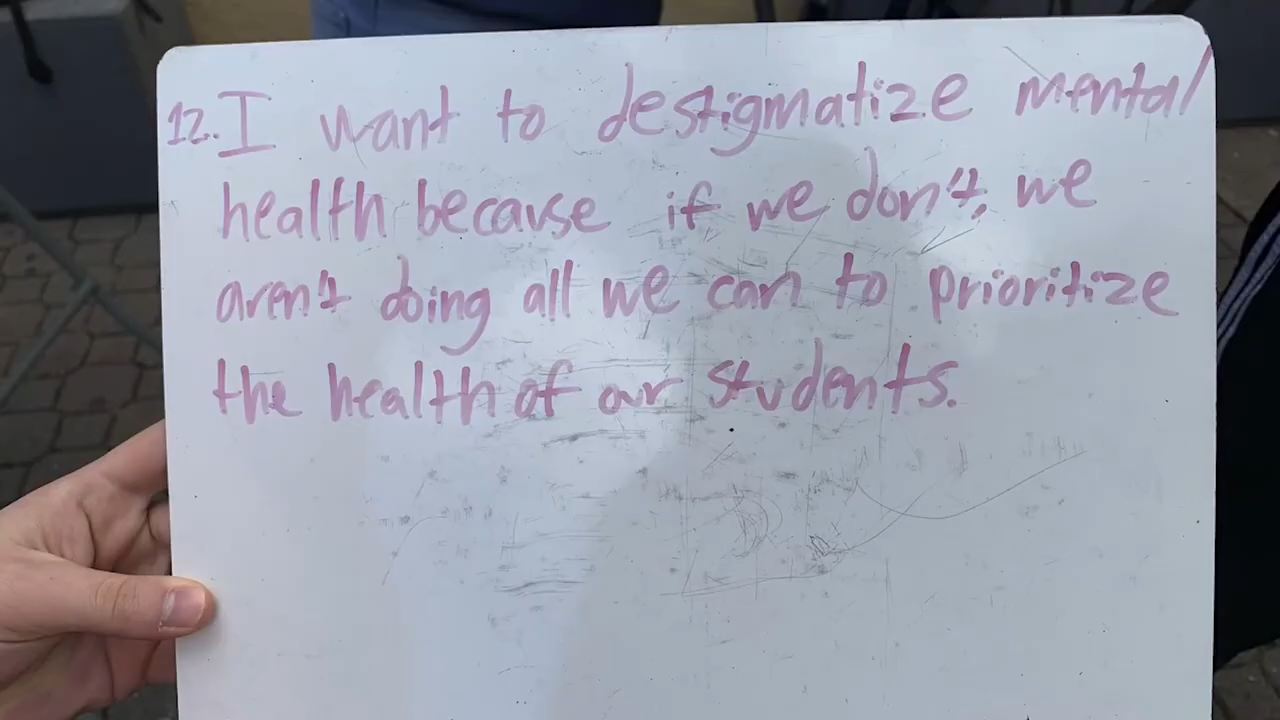 12. I want to destigmatize mental
health because if we don't, we
aren't doing all we can to prioritize
the health of our students.